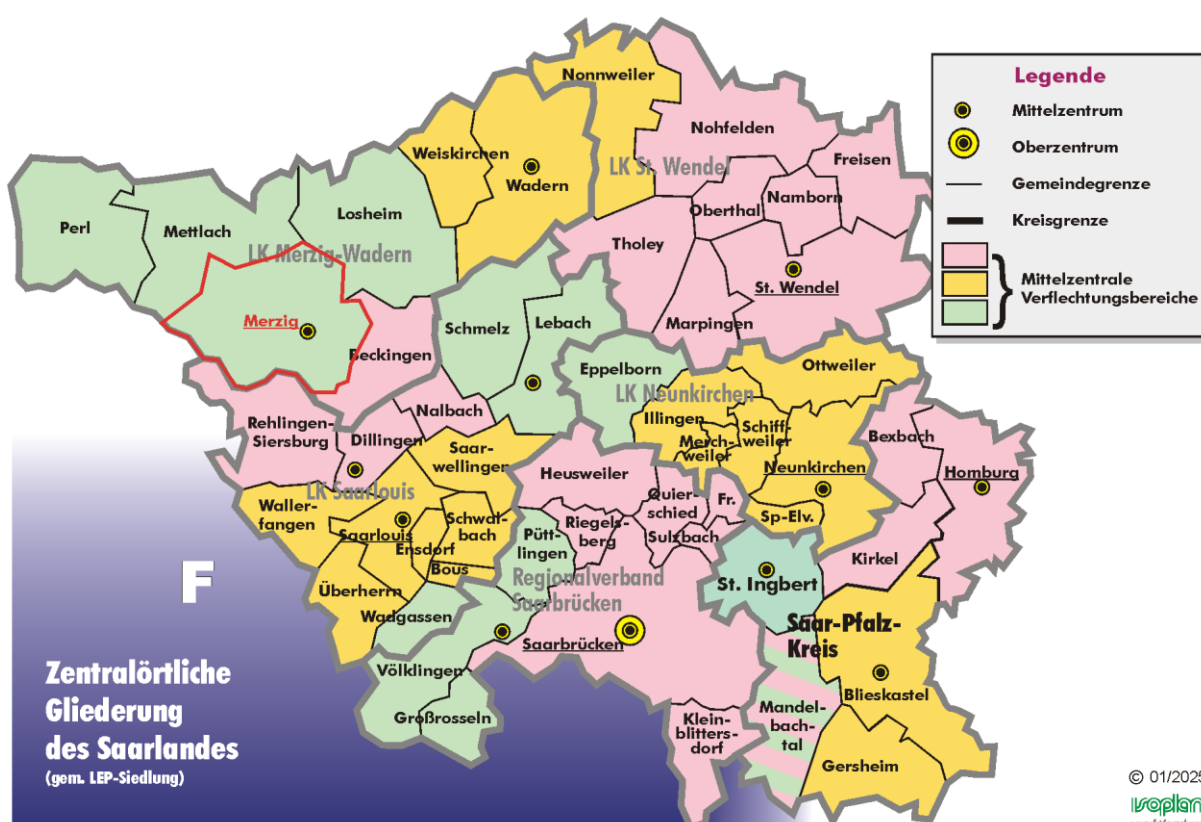 Nonnweiler
Nohfelden
Freisen
Weiskirchen
Wadern
LK St. Wendel
Oberthal
Namborn
Perl
Mettlach
Losheim
LK Merzig-Wadern
Tholey
St. Wendel
Merzig
Marpingen
Beckingen
Schmelz
Lebach
Eppelborn
LK Neunkirchen
Ottweiler
Illingen
Merch-
weiler
Schiff-
weiler
Neunkirchen
Bexbach
Homburg
Rehlingen-
Siersburg
Dillingen
Nalbach
Saar-
wellingen
LK Saarlouis
Heusweiler
Quier-
schied
Fr.
Sp-Elv.
Waller-
fangen
Saarlouis
Ensdorf
Schwal-
bach
Bous
Pütt-
lingen
Riegels-
berg
Sulzbach
Kirkel
Überherrn
Wadgassen
Regionalverband
Saarbrücken
Saarbrücken
St. Ingbert
Saar-Pfalz-
Kreis
Völklingen
Großrosseln
Klein-
blitters-
dorf
Mandel-
bach-
tal
Blieskastel
Gersheim
F
Legende
Mittelzentrum
Oberzentrum
Gemeindegrenze
Kreisgrenze
Mittelzentrale
Verflechtungsbereiche
Zentralörtliche
Gliederung
des Saarlandes
(gem. LEP-Siedlung)
© 01/2025
isoplan